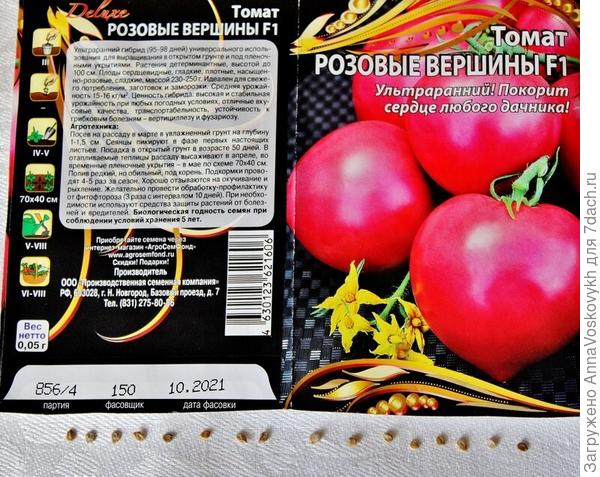 Deluxe
Томат
РОЗОВЫЕ ВЕРШИНЫ F1
Ультраранний гибрид (95-98 дней) универсального использования
для выращивания в открытом грунте и под пленочными
укрытиями. Растения детерминантные, высотой до
100 см. Плоды сердцевидные, гладкие, плотные, насыщенно-розовые,
сладкие, массой 230-250 г. Идеален для свежего
потребления, заготовок и заморозки. Средняя урожайность
15-16 кг/м². Ценность гибрида: высокая и стабильная
урожайность при любых погодных условиях, отличные вкусовые
качества, транспортабельность, устойчивость к
грибковым болезням – вертициллезу и фузариозу.
Агротехника:
Посев на рассаду в марте в увлажненный грунт на глубину
1-1,5 см. Сеянцы пикируют в фазе первых настоящих
листьев. Посадка в открытый грунт в возрасте 50 дней. В
отапливаемые теплицы рассаду высаживают в апреле, во
временные пленочные укрытия - в мае по схеме 70х40 см.
Полив редкий, но обильный, под корень. Подкормки проводят
4-5 раз за сезон. Хорошо отзываются на окучивание и
рыхление. Желательно провести обработку-профилактику
от фитофтороза (3 раза с интервалом 10 дней). При необходимости
используют средства защиты растений от болезней
и вредителей. Биологическая годность семян при
соблюдении условий хранения 5 лет.
III
–
IV-V
70х40 см
V-VIII
VI-VIII
Вес
нетто
0,05 г
Приобретайте семена через
интернет-магазин «АгроСемФонд»
www.agrosemfond.ru
Скидки! Подарки!
Производитель
ООО "Производственная семенная компания"
РФ, 603028, г. Н. Новгород, Базовый проезд, д. 7
Тел. (831) 275-80-66
4 630123 621606
856/4 150 10.2021
партия фасовщик дата фасовки
Томат
РОЗОВЫЕ ВЕРШИНЫ F1
Ультраранний! Покорит
сердце любого дачника!
Загружено AnnaVoskovykh для 7dach.ru